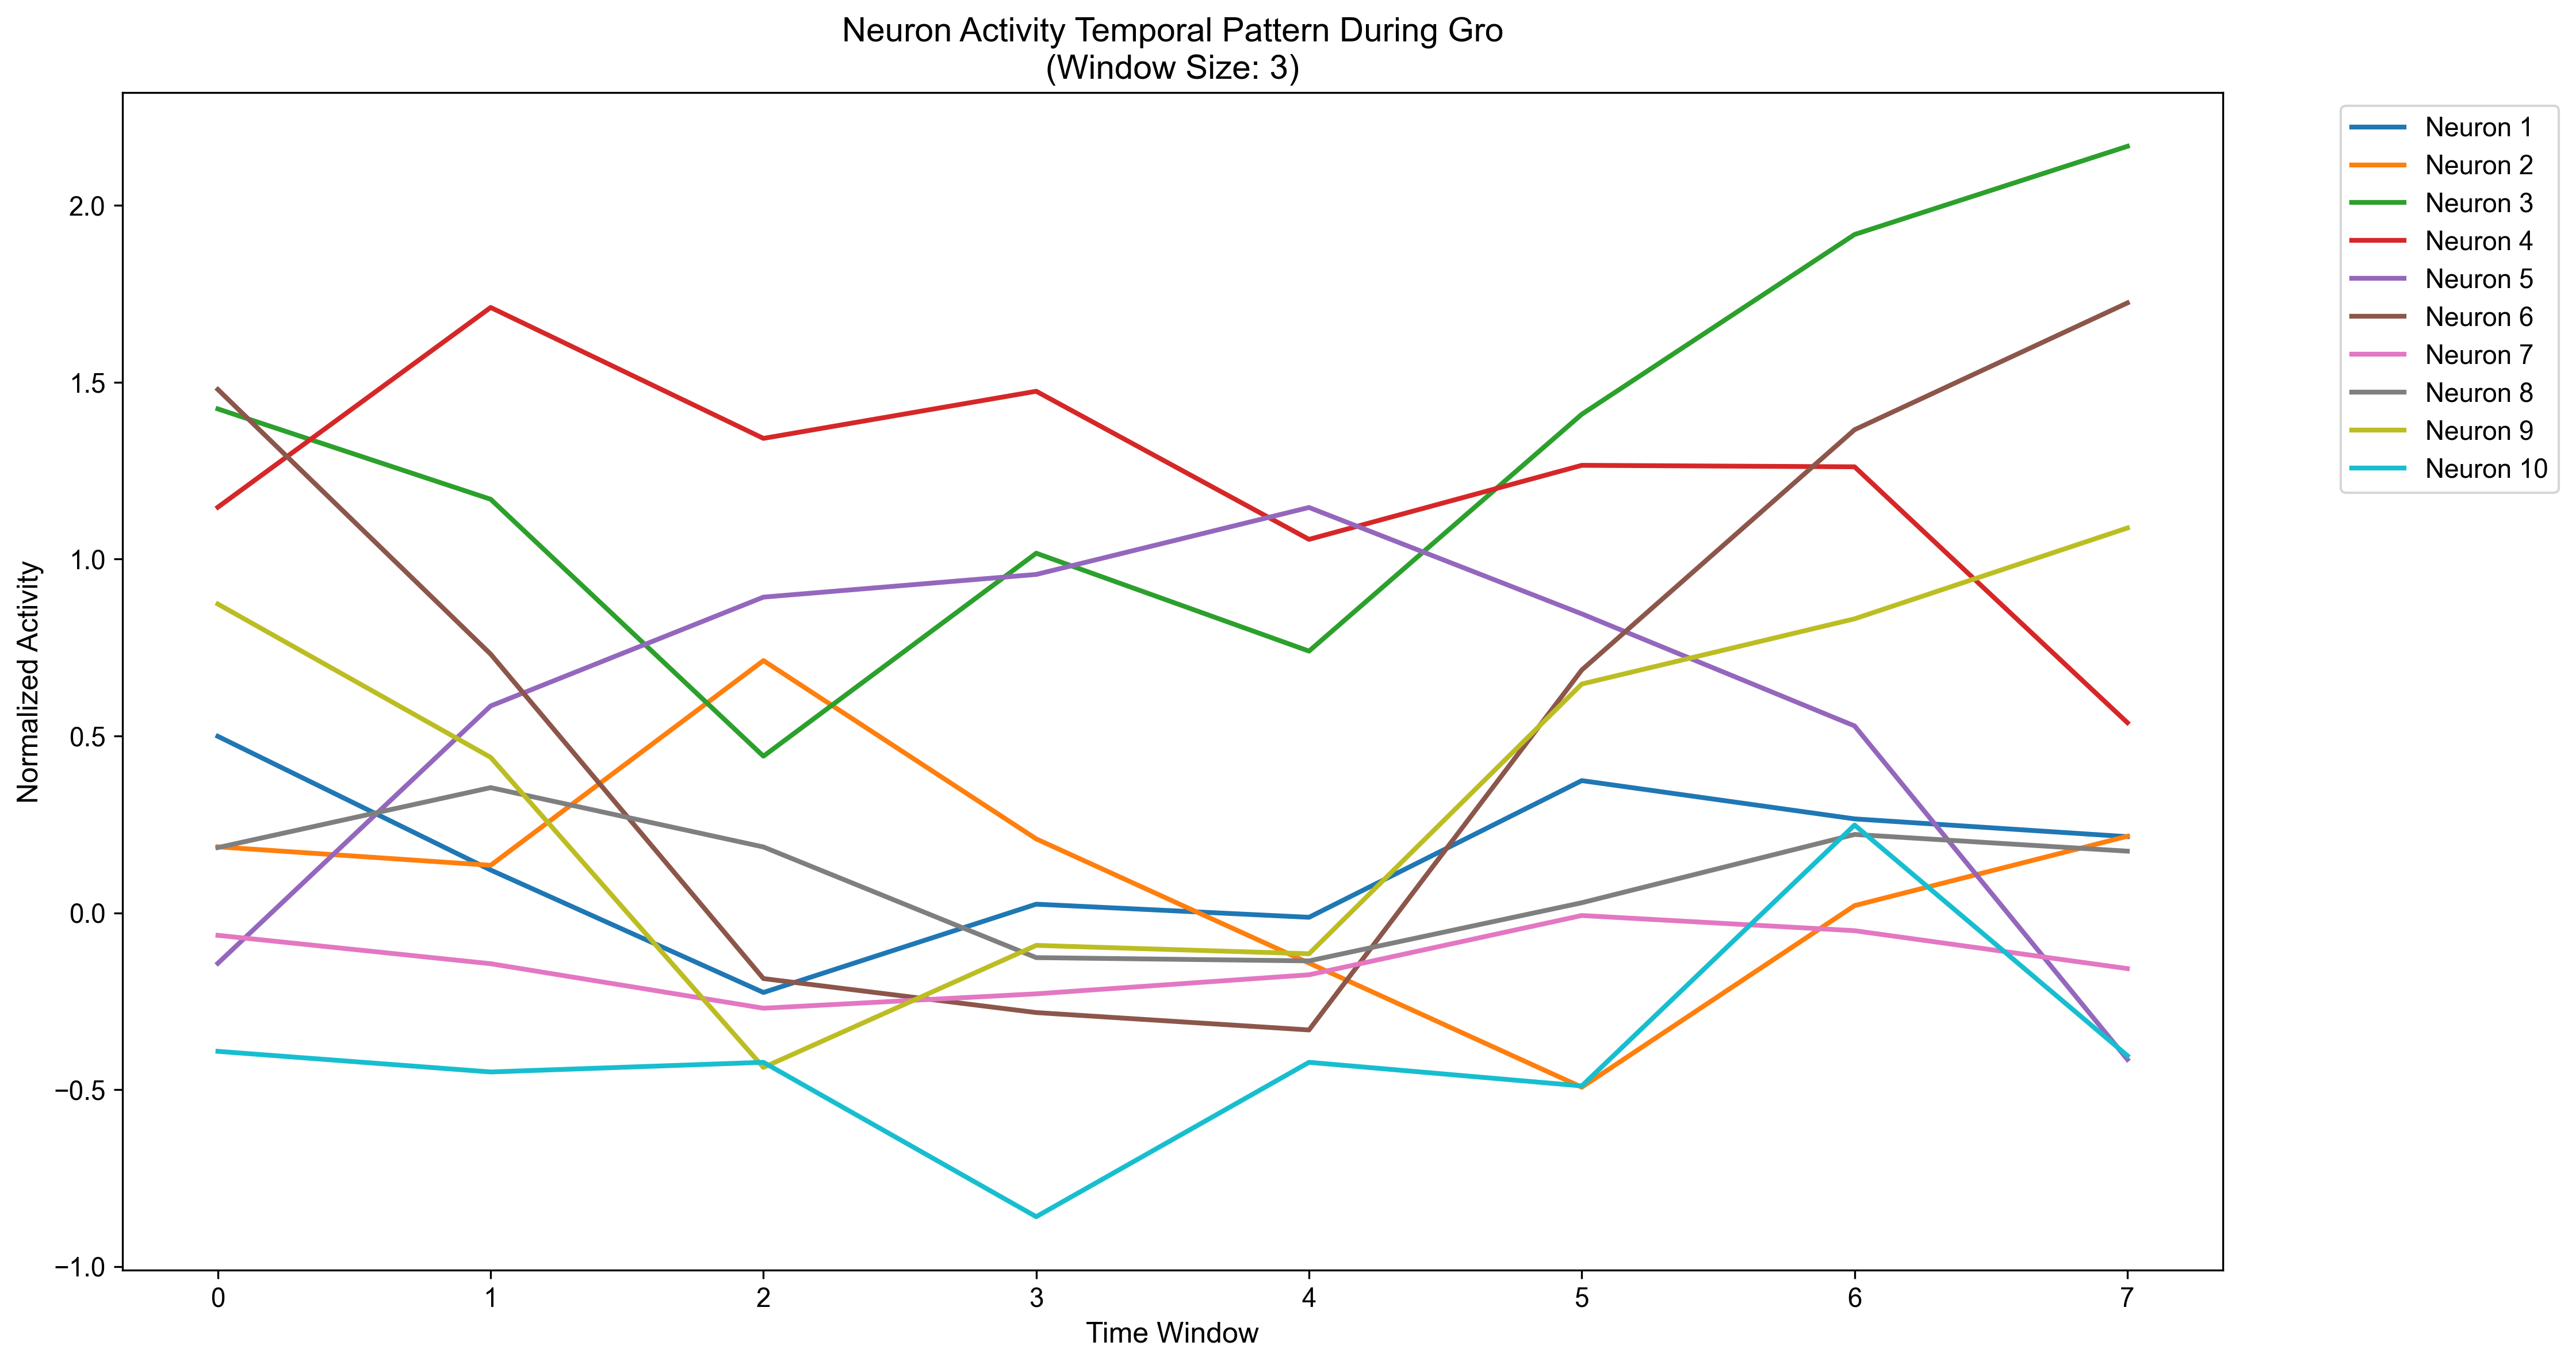 Neuron Activity Temporal Pattern During Gro
(Window Size: 3)
Normalized Activity
2.0
1.5
1.0
0.5
0.0
−0.5
−1.0
0
1
2
3
4
5
6
7
Time Window
Neuron 1
Neuron 2
Neuron 3
Neuron 4
Neuron 5
Neuron 6
Neuron 7
Neuron 8
Neuron 9
Neuron 10